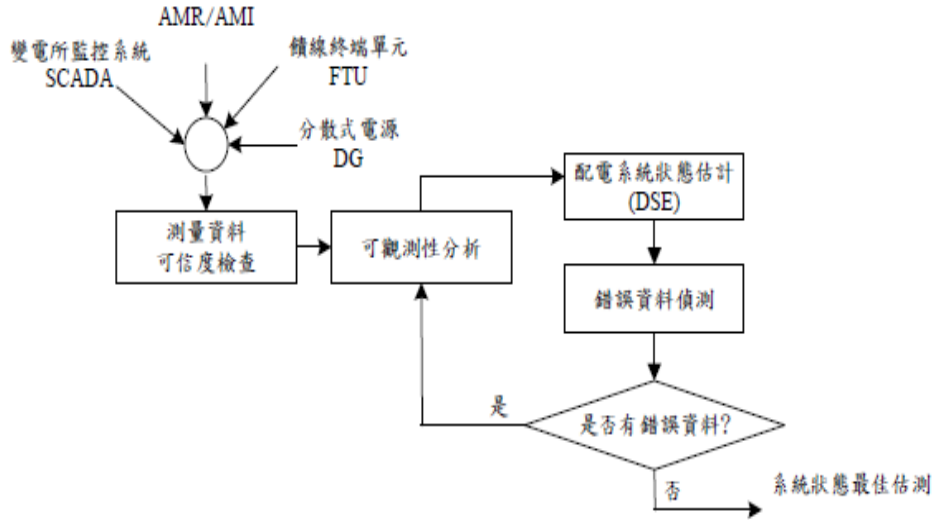 AMR/AMI
變電所監控系統
SCADA
饋線終端單元
FTU
分散式電源
DG
測量資料
可信度檢查
可觀測性分析
配電系統狀態估計
(DSE)
錯誤資料偵測
是否有錯誤資料?
是
否
系統狀態最佳估測